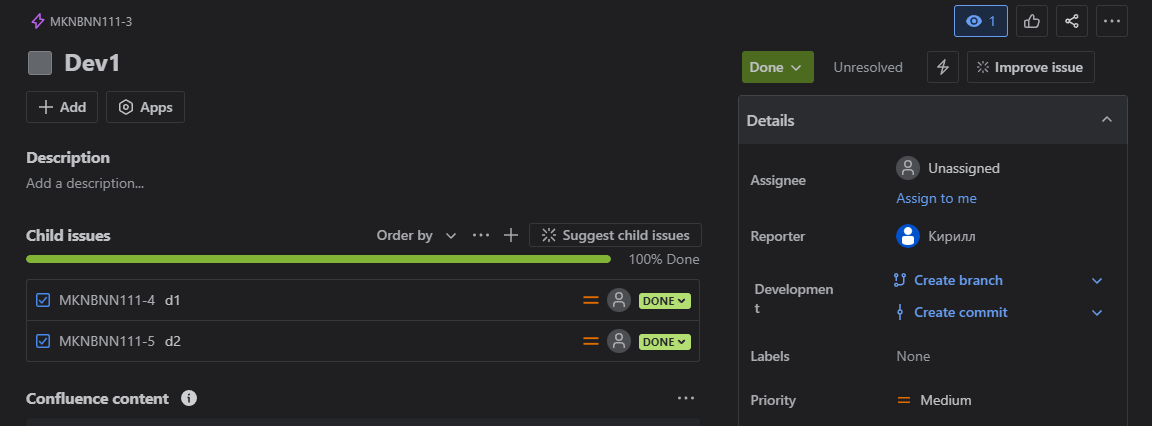 MKNBNN111-3
1
Dev1
Done
Unresolved
Improve issue
Add
Apps
Details
Description
Add a description...
Assignee
Unassigned
Assign to me
Child issues
Order by
Suggest child issues
Reporter
Кирилл
100% Done
Developmen
t
Create branch
Create commit
MKNBNN111-4 d1
DONE
MKNBNN111-5 d2
DONE
Labels
None
Confluence content
Priority
Medium